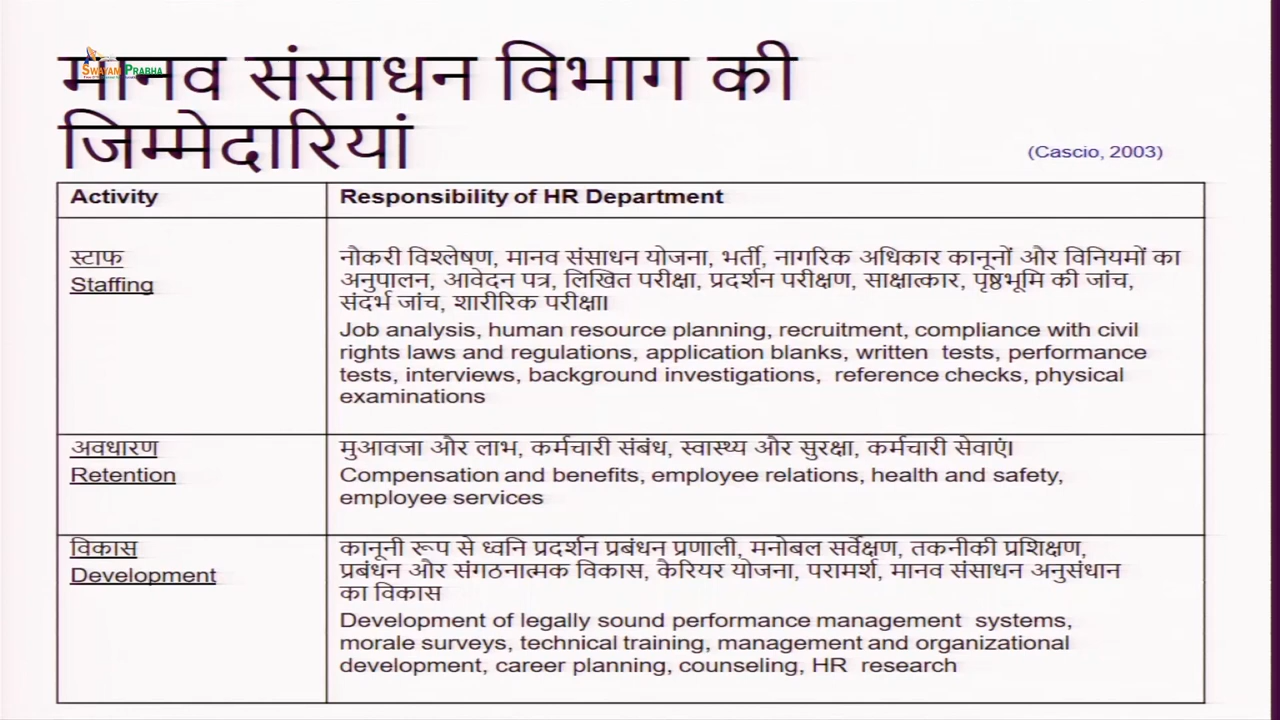 SWAYAM PRABHA
मानव संसाधन विभाग की
जिम्मेदारियां
(Cascio, 2003)
Activity
Responsibility of HR Department
स्टाफ
Staffing
नौकरी विश्लेषण, मानव संसाधन योजना, भर्ती, नागरिक अधिकार कानूनों और विनियमों का
अनुपालन, आवेदन पत्र, लिखित परीक्षा, प्रदर्शन परीक्षण, साक्षात्कार, पृष्ठभूमि की जांच,
संदर्भ जांच, शारीरिक परीक्षा।
Job analysis, human resource planning, recruitment, compliance with civil
rights laws and regulations, application blanks, written tests, performance
tests, interviews, background investigations, reference checks, physical
examinations
अवधारण
Retention
मुआवजा और लाभ, कर्मचारी संबंध, स्वास्थ्य और सुरक्षा, कर्मचारी सेवाएं।
Compensation and benefits, employee relations, health and safety,
employee services
विकास
Development
कानूनी रूप से ध्वनि प्रदर्शन प्रबंधन प्रणाली, मनोबल सर्वेक्षण, तकनीकी प्रशिक्षण,
प्रबंधन और संगठनात्मक विकास, कैरियर योजना, परामर्श, मानव संसाधन अनुसंधान
का विकास
Development of legally sound performance management systems,
morale surveys, technical training, management and organizational
development, career planning, counseling, HR research